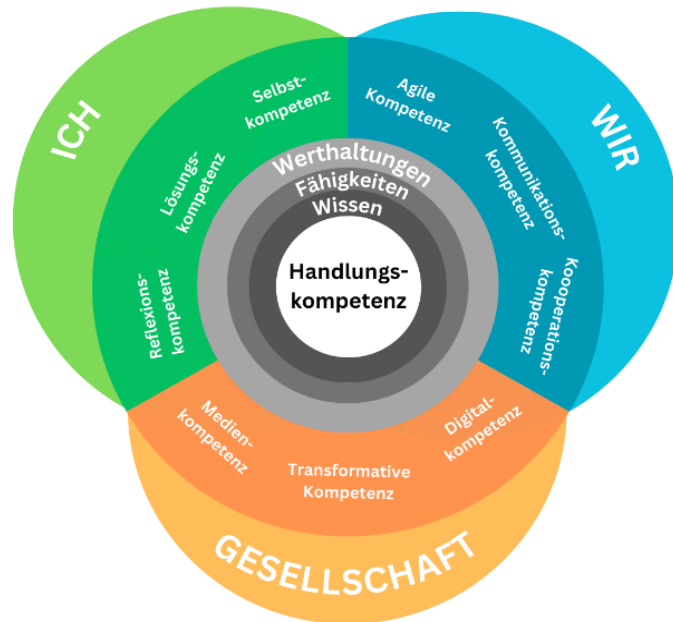 ICH
WIR
Selbst-
kompetenz
Agile
Kompetenz
Lösungs-
kompetenz
Kommunikations-
kompetenz
Reflexions-
kompetenz
Koooperations-
kompetenz
Werthaltungen
Fähigkeiten
Wissen
Handlungs-
kompetenz
Medien-
kompetenz
Transformative
Kompetenz
Digital-
kompetenz
GESELLSCHAFT